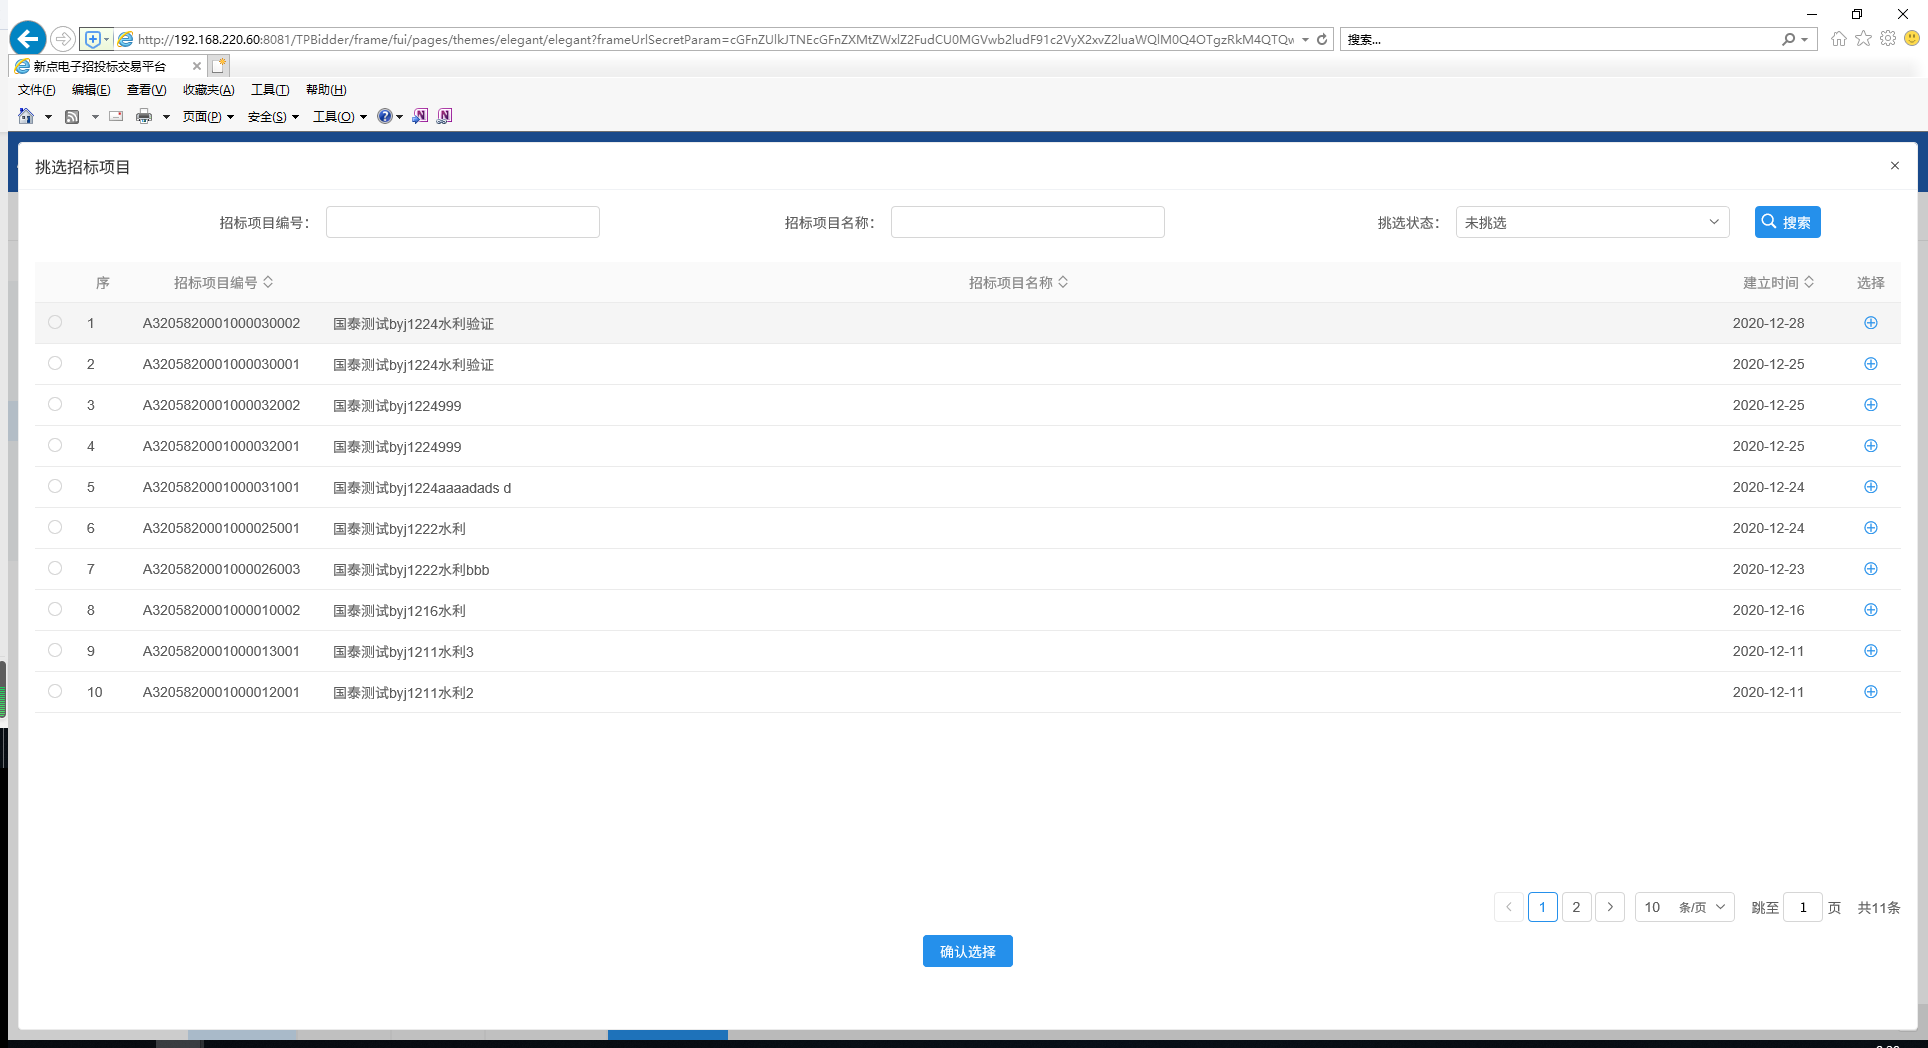 http://192.168.220.60:8081/TPBidder/frame/fui/pages/themes/elegant/elegant?frameUrlSecretParam=cGFnZUlkJTNEcGFnZXMtZWxlZ2FudCU0MGVwb2ludF91c2VyX2xvZ2luaWQlM0Q4OTgzRkM4QTQw
搜索...
新点电子招投标交易平台
文件(F) 编辑(E) 查看(V) 收藏夹(A) 工具(T) 帮助(H)
页面(P) 安全(S) 工具(O)
挑选招标项目
招标项目编号： 招标项目名称： 挑选状态： 未挑选 搜索
序 招标项目编号 招标项目名称 建立时间 选择
1 A3205820001000030002 国泰测试byj1224水利验证 2020-12-28
2 A3205820001000030001 国泰测试byj1224水利验证 2020-12-25
3 A3205820001000032002 国泰测试byj1224999 2020-12-25
4 A3205820001000032001 国泰测试byj1224999 2020-12-25
5 A3205820001000031001 国泰测试byj1224aaaadads d 2020-12-24
6 A3205820001000025001 国泰测试byj1222水利 2020-12-24
7 A3205820001000026003 国泰测试byj1222水利bbb 2020-12-23
8 A3205820001000010002 国泰测试byj1216水利 2020-12-16
9 A3205820001000013001 国泰测试byj1211水利3 2020-12-11
10 A3205820001000012001 国泰测试byj1211水利2 2020-12-11
1 2 10 条/页 跳至 1 页 共11条
确认选择